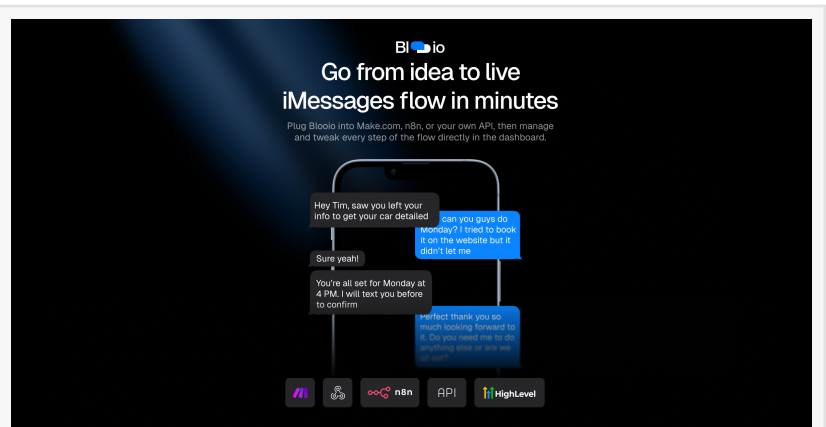 Bl io
Go from idea to live
iMessages flow in minutes
Plug Blooio into Make.com, n8n, or your own API, then manage
and tweak every step of the flow directly in the dashboard.
Hey Tim, saw you left your
info to get your car detailed
can you guys do
Monday? I tried to book
it on the website but it
didn't let me
Sure yeah!
You're all set for Monday at
4 PM. I will text you before
to confirm
Perfect thank you so
much looking forward to
it. Do you need me to do
anything else or are we
all set?
n8n
API
HighLevel